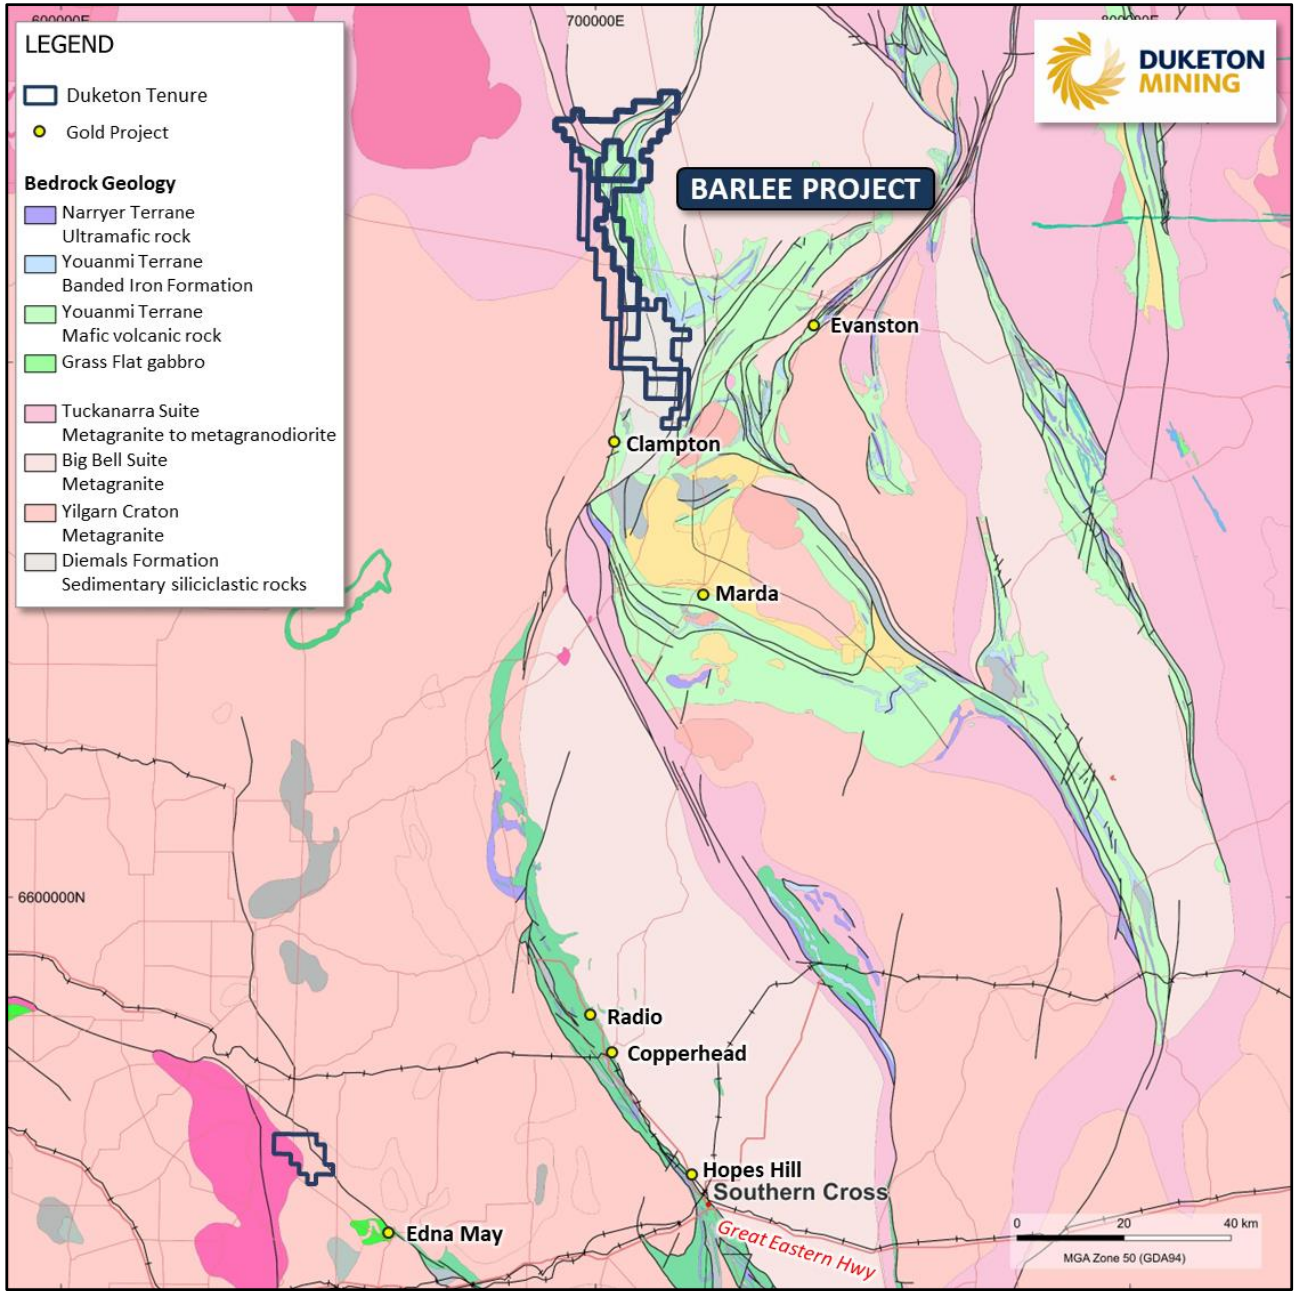 600000E
700000E
800000E
LEGEND
Duketon Tenure
Gold Project
Bedrock Geology
Narryer Terrane
Ultramafic rock
Youanmi Terrane
Banded Iron Formation
Youanmi Terrane
Mafic volcanic rock
Grass Flat gabbro
Tuckanarra Suite
Metagranite to metagranodiorite
Big Bell Suite
Metagranite
Yilgarn Craton
Metagranite
Diemals Formation
Sedimentary siliciclastic rocks
DUKETON
MINING
BARLEE PROJECT
Evanston
Clampton
Marda
6600000N
Radio
Copperhead
Hopes Hill
Southern Cross
Great Eastern Hwy
Edna May
0 20 40 km
MGA Zone 50 (GDA94)